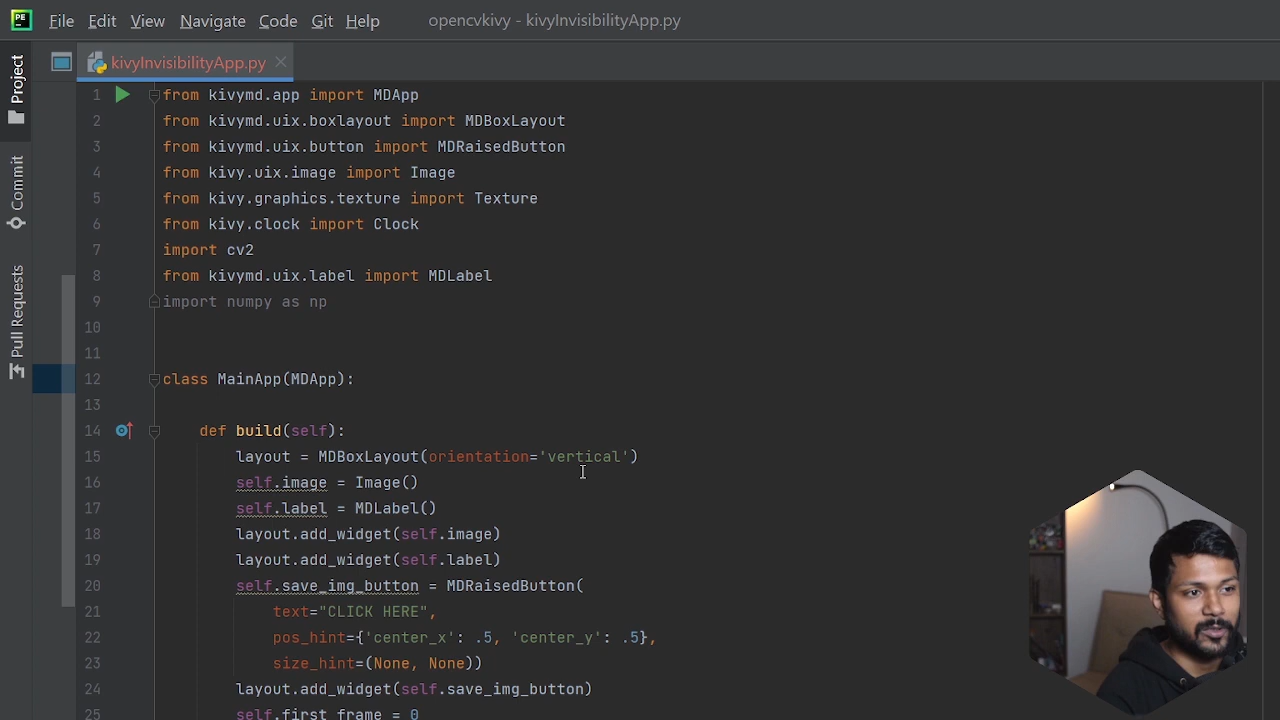 PE File Edit View Navigate Code Git Help opencvkivy - kivyInvisibilityApp.py
kivyInvisibilityApp.py
Project
Commit
Pull Requests
1 from kivymd.app import MDApp
2 from kivymd.uix.boxlayout import MDBoxLayout
3 from kivymd.uix.button import MDRaisedButton
4 from kivy.uix.image import Image
5 from kivy.graphics.texture import Texture
6 from kivy.clock import Clock
7 import cv2
8 from kivymd.uix.label import MDLabel
9 import numpy as np
10
11
12 class MainApp(MDApp):
13
14 def build(self):
15 layout = MDBoxLayout(orientation='vertical')
16 self.image = Image()
17 self.label = MDLabel()
18 layout.add_widget(self.image)
19 layout.add_widget(self.label)
20 self.save_img_button = MDRaisedButton(
21 text="CLICK HERE",
22 pos_hint={'center_x': .5, 'center_y': .5},
23 size_hint=(None, None))
24 layout.add_widget(self.save_img_button)
25 self.first_frame = 0